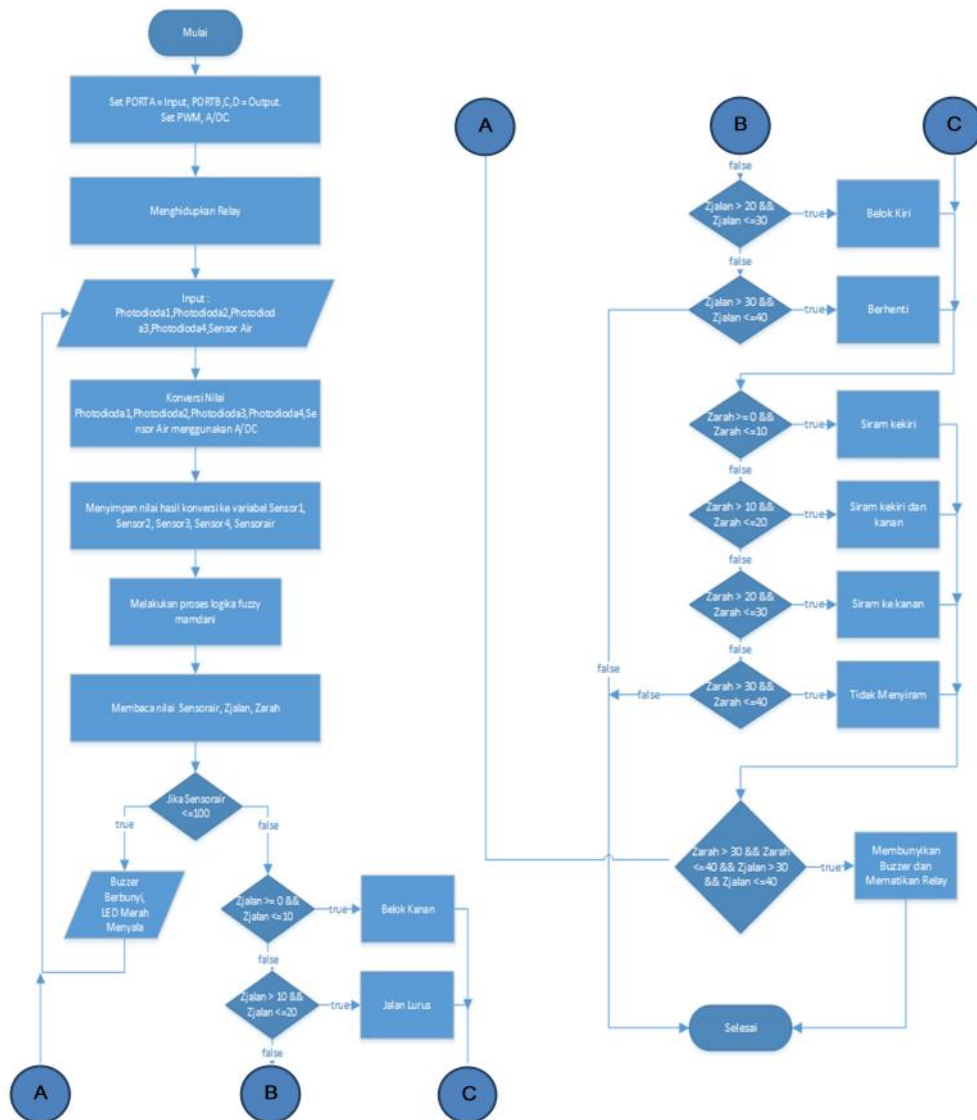 Mulai
Set PORTA = Input, PORTB,C,D = Output.
Set PWM, A/DC.
Menghidupkan Relay
Input :
Photodioda1,Photodioda2,Photodiod
a3,Photodioda4,Sensor Air
Konversi Nilai
Photodioda1,Photodioda2,Photodioda3,Photodioda4,Se
nsor Air menggunakan A/DC
Menyimpan nilai hasil konversi ke variabel Sensor1,
Sensor2, Sensor3, Sensor4, Sensorair
Melakukan proses logika fuzzy
mamdani
Membaca nilai Sensorair, Zjalan, Zarah
Jika Sensorair
<=100
true
false
Buzzer
Berbunyi,
LED Merah
Menyala
Zjalan >= 0 &&
Zjalan <=10
true
Belok Kanan
false
Zjalan > 10 &&
Zjalan <=20
true
Jalan Lurus
false
A
B
C
A
B
C
false
Zjalan > 20 &&
Zjalan <=30
true
Belok Kiri
false
Zjalan > 30 &&
Zjalan <=40
true
Berhenti
Zarah >= 0 &&
Zarah <=10
true
Siram kekiri
false
Zarah > 10 &&
Zarah <=20
true
Siram kekiri dan
kanan
false
Zarah > 20 &&
Zarah <=30
true
Siram ke kanan
false
false
Zarah > 30 &&
Zarah <=40
false
true
Tidak Menyiram
Zarah > 30 && Zarah
<=40 && Zjalan > 30
&& Zjalan <=40
true
Membunyikan
Buzzer dan
Mematikan Relay
Selesai